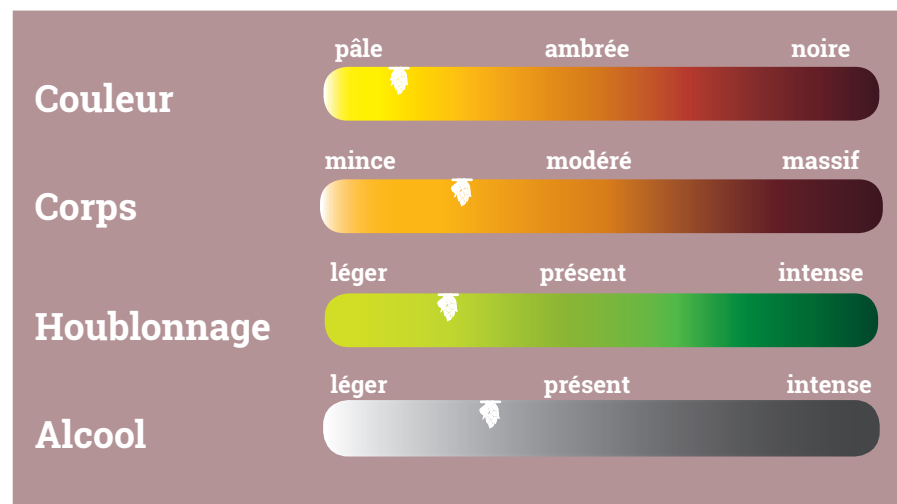 pâle ambrée noire
Couleur
mince modéré massif
Corps
léger présent intense
Houblonnage
léger présent intense
Alcool